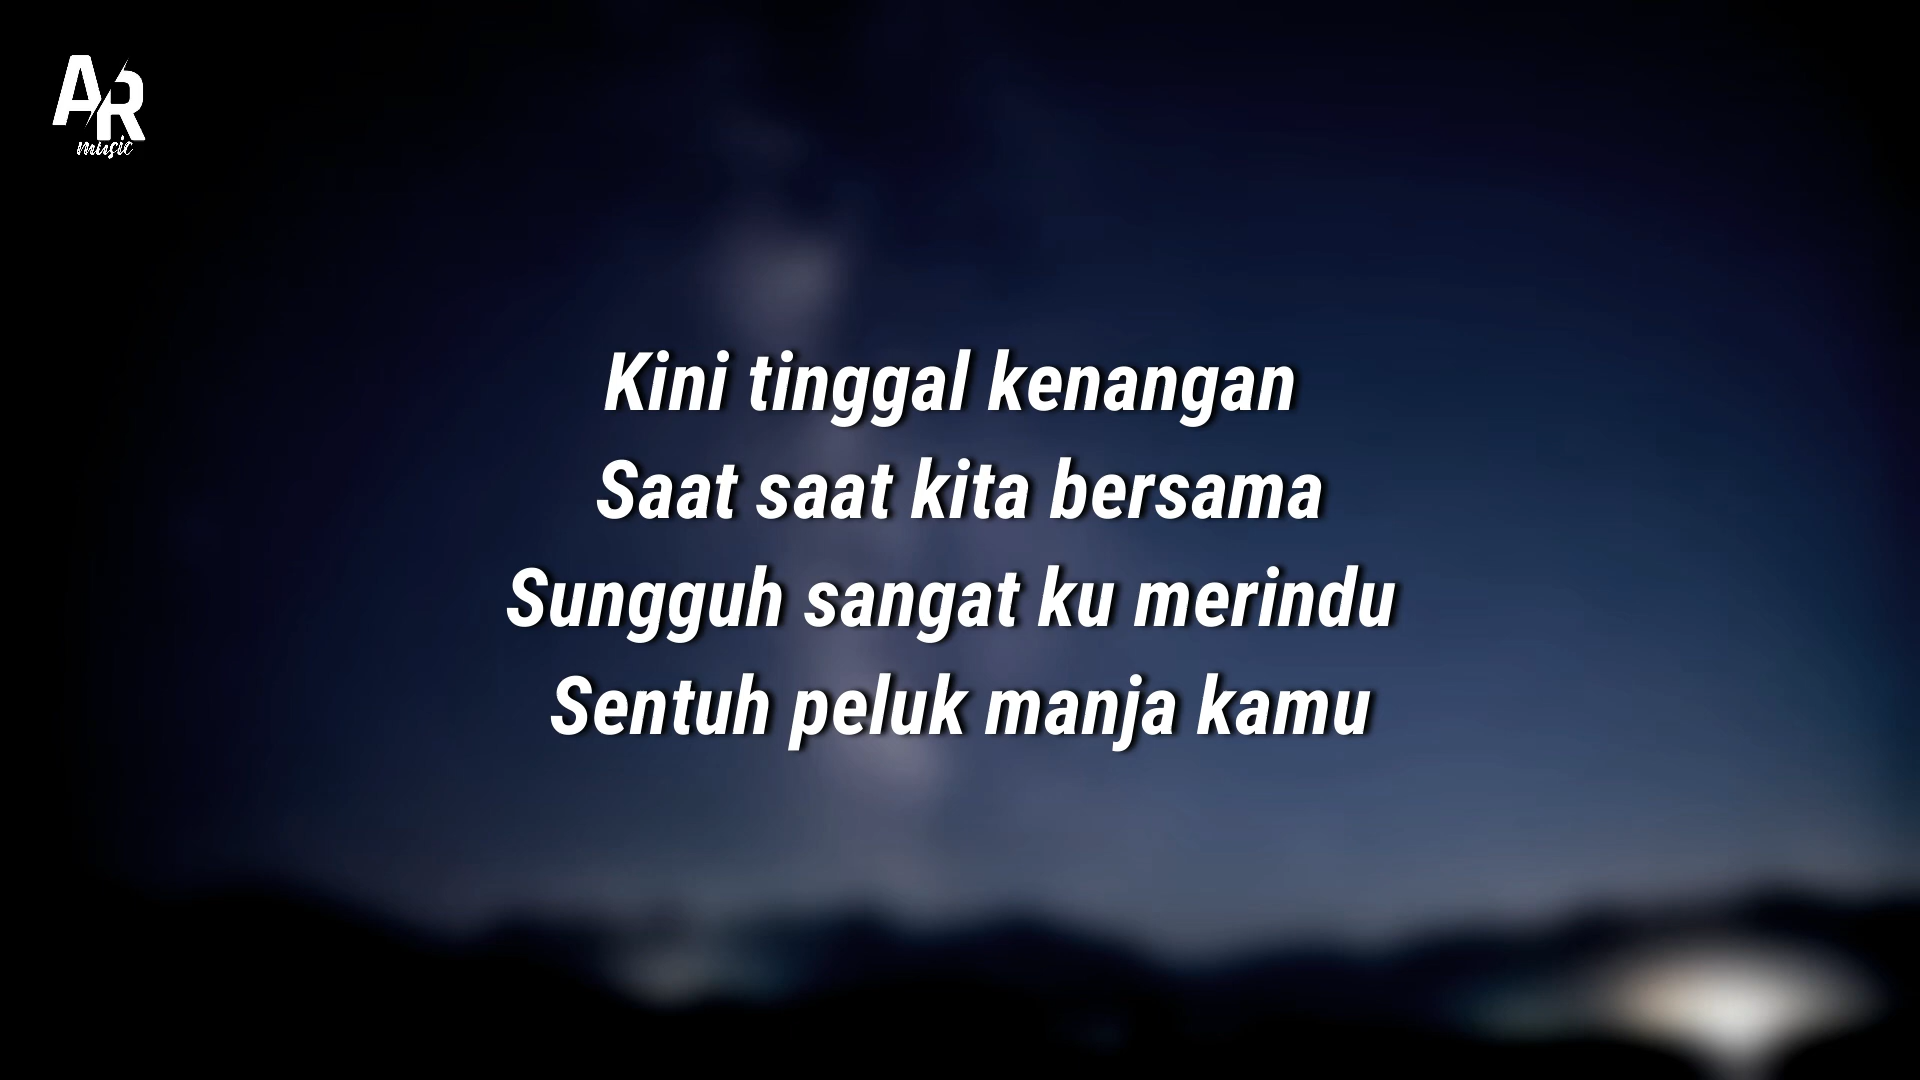 AR
music
Kini tinggal kenangan
Saat saat kita bersama
Sungguh sangat ku merindu
Sentuh peluk manja kamu